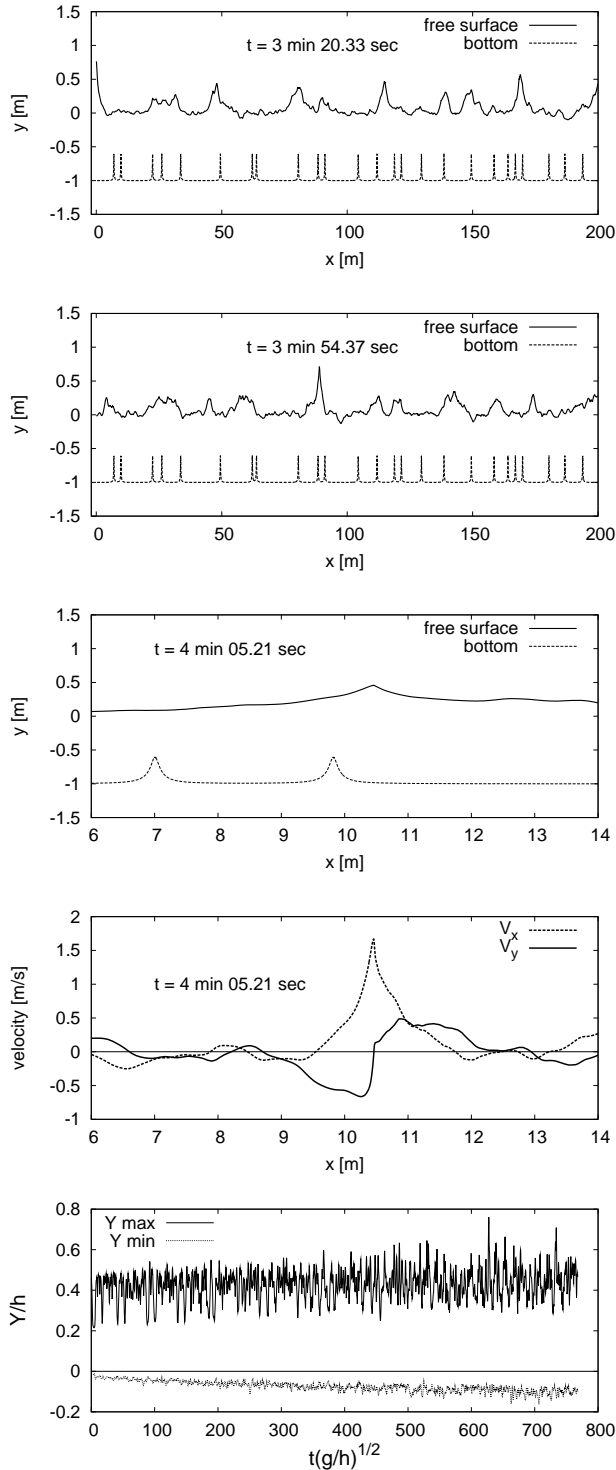 free surface
bottom
t = 3 min 20.33 sec
y [m]
1.5
1
0.5
0
-0.5
-1
-1.5
0 50 100 150 200
x [m]
free surface
bottom
t = 3 min 54.37 sec
y [m]
1.5
1
0.5
0
-0.5
-1
-1.5
0 50 100 150 200
x [m]
free surface
bottom
t = 4 min 05.21 sec
y [m]
1.5
1
0.5
0
-0.5
-1
-1.5
6 7 8 9 10 11 12 13 14
x [m]
V_x
V_y
t = 4 min 05.21 sec
velocity [m/s]
2
1.5
1
0.5
0
-0.5
-1
6 7 8 9 10 11 12 13 14
x [m]
Y max
Y min
Y/h
0.8
0.6
0.4
0.2
0
-0.2
0 100 200 300 400 500 600 700 800
t(g/h)^1/2